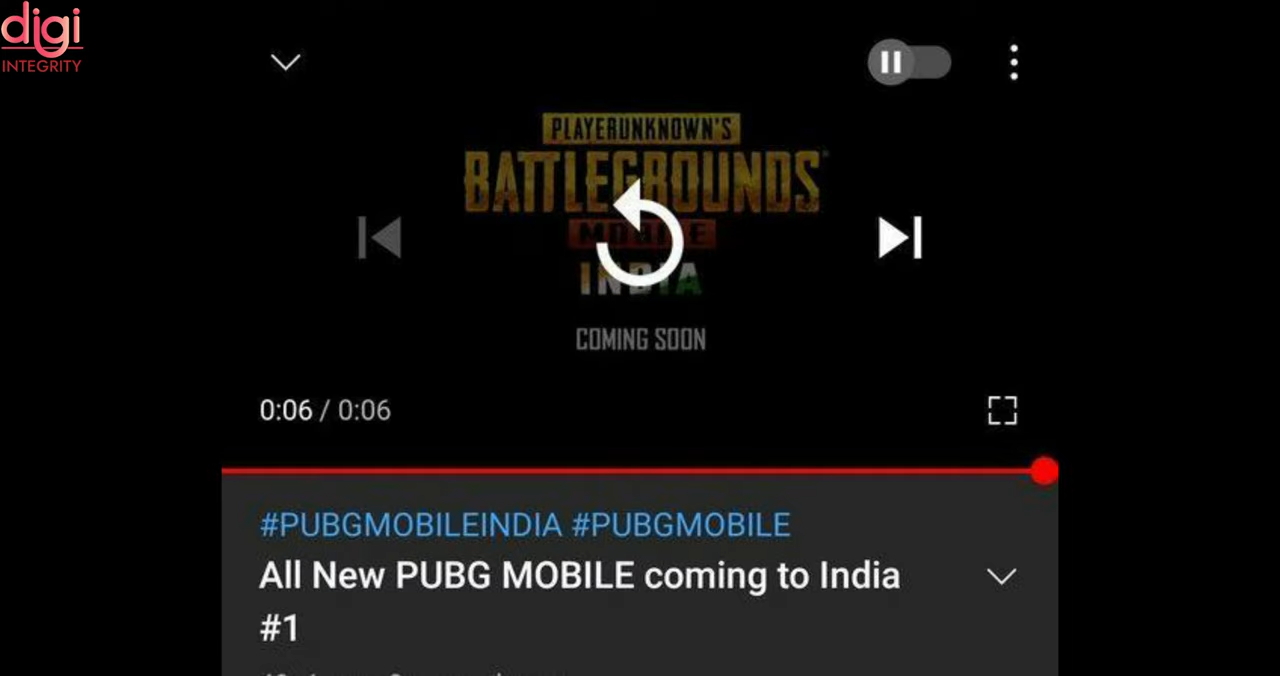 digi
INTEGRITY
PLAYERUNKNOWN'S
BATTLEGROUNDS
MOBILE
INDIA
COMING SOON
0:06 / 0:06
#PUBGMOBILEINDIA #PUBGMOBILE
All New PUBG MOBILE coming to India
#1